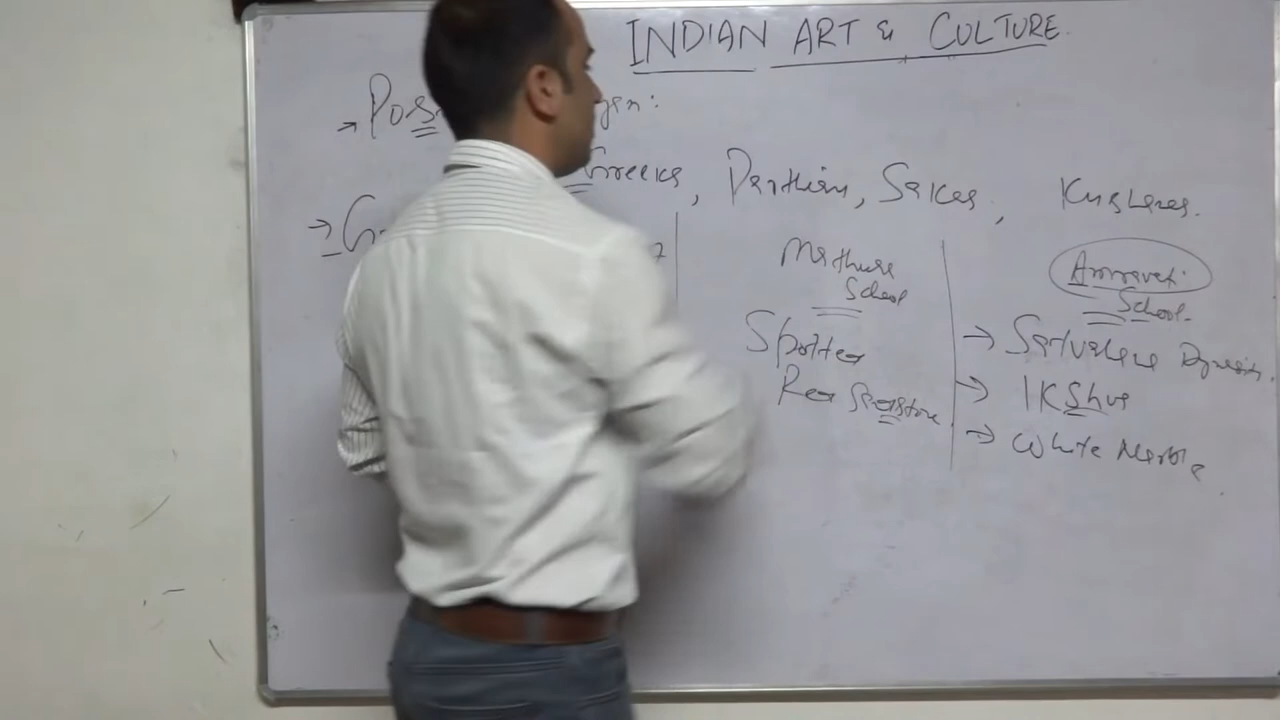 INDIAN ART & CULTURE.
→ Pos
Greeks, Parthian, Sakas, Kushanas.
→ G
Mathura
School
Amravati
School.
Spotted
Red Sandstone
→ Satvahana Dynasty.
→ IKShva
→ White Marble